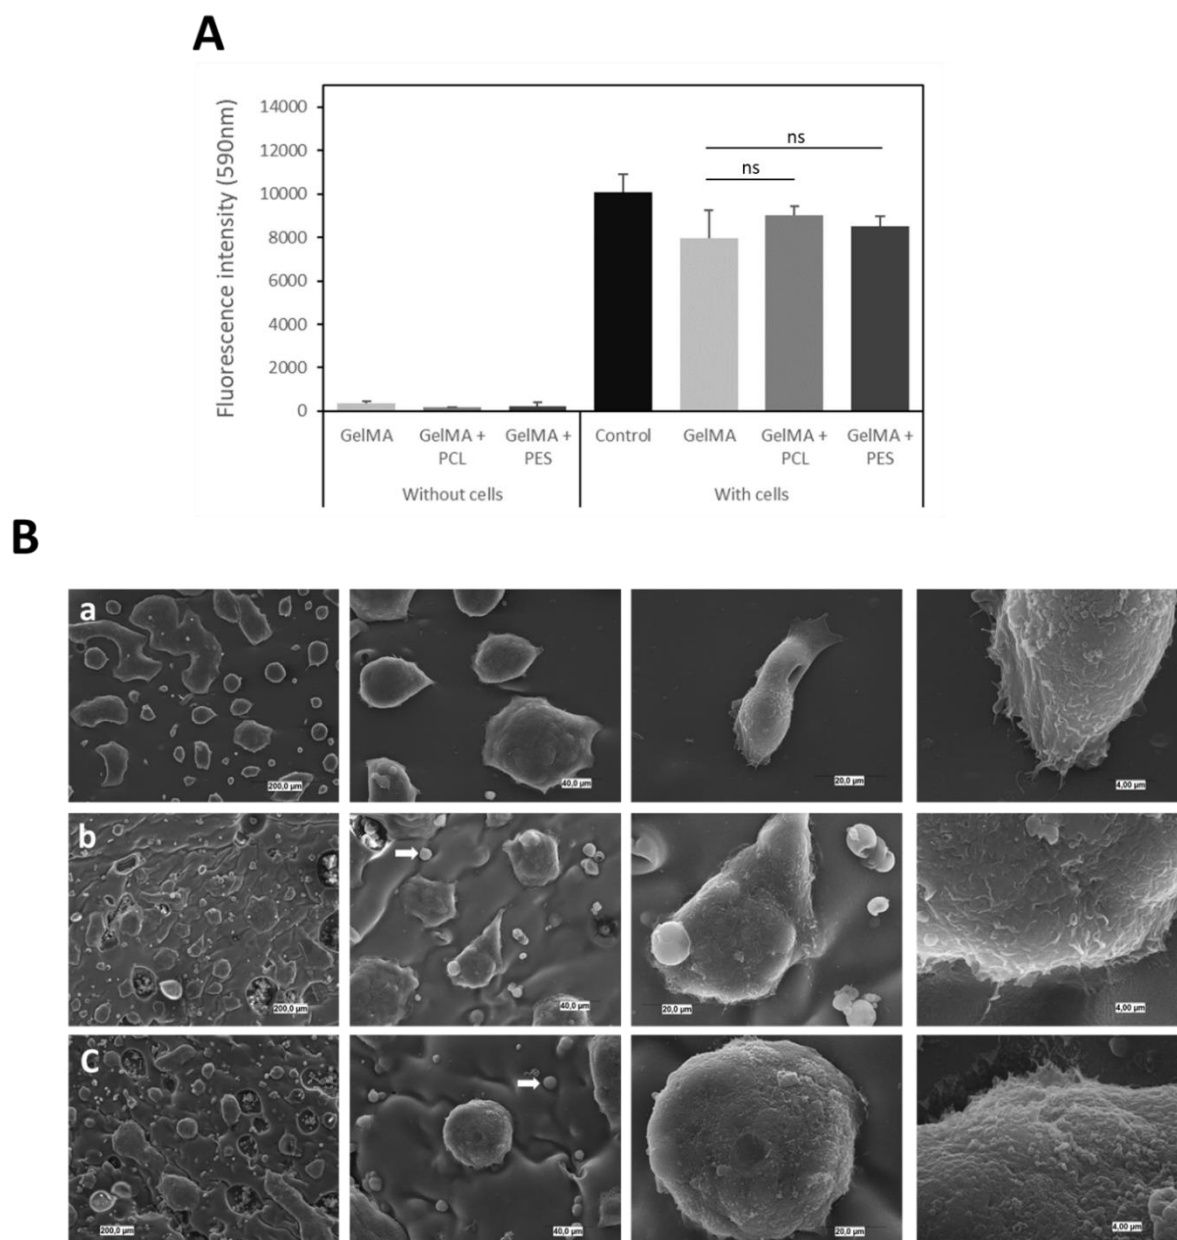 A
Fluorescence intensity (590nm)
14000
12000
10000
8000
6000
4000
2000
0
ns
ns
GelMA
GelMA +
PCL
GelMA +
PES
Control
GelMA
GelMA +
PCL
GelMA +
PES
Without cells
With cells
B
a
200,0 µm
40,0 µm
20,0 µm
4,00 µm
b
200,0 µm
40,0 µm
20,0 µm
4,00 µm
c
200,0 µm
40,0 µm
20,0 µm
4,00 µm